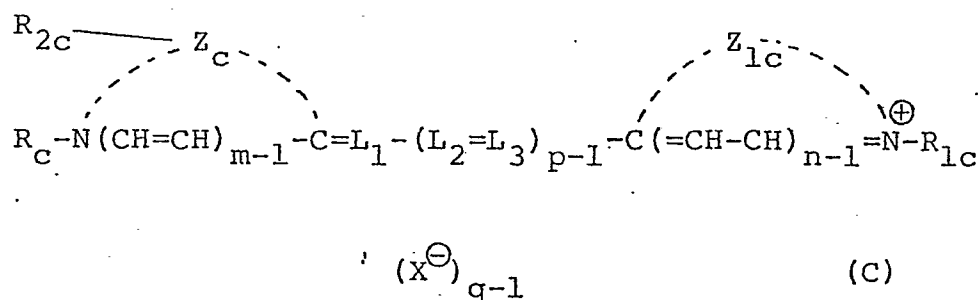 R2c Zc Z1c
Rc-N(CH=CH)m-1-C=L1-(L2=L3)p-1-C(=CH-CH)n-1=N⊕-R1c
(X⊖)q-1 (C)